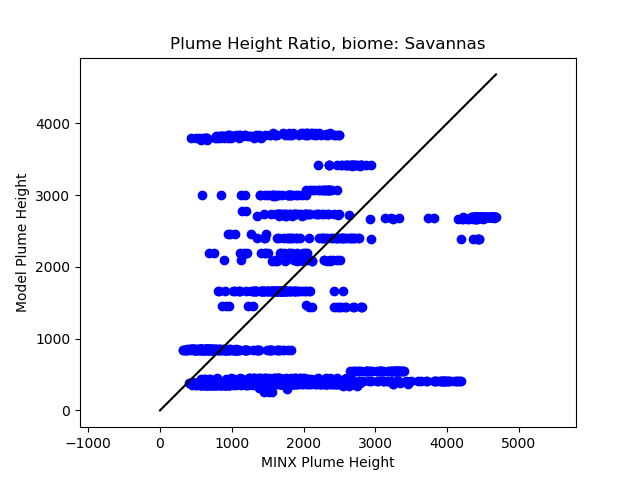 Plume Height Ratio, biome: Savannas
4000
3000
2000
1000
0
Model Plume Height
−1000 0 1000 2000 3000 4000 5000
MINX Plume Height